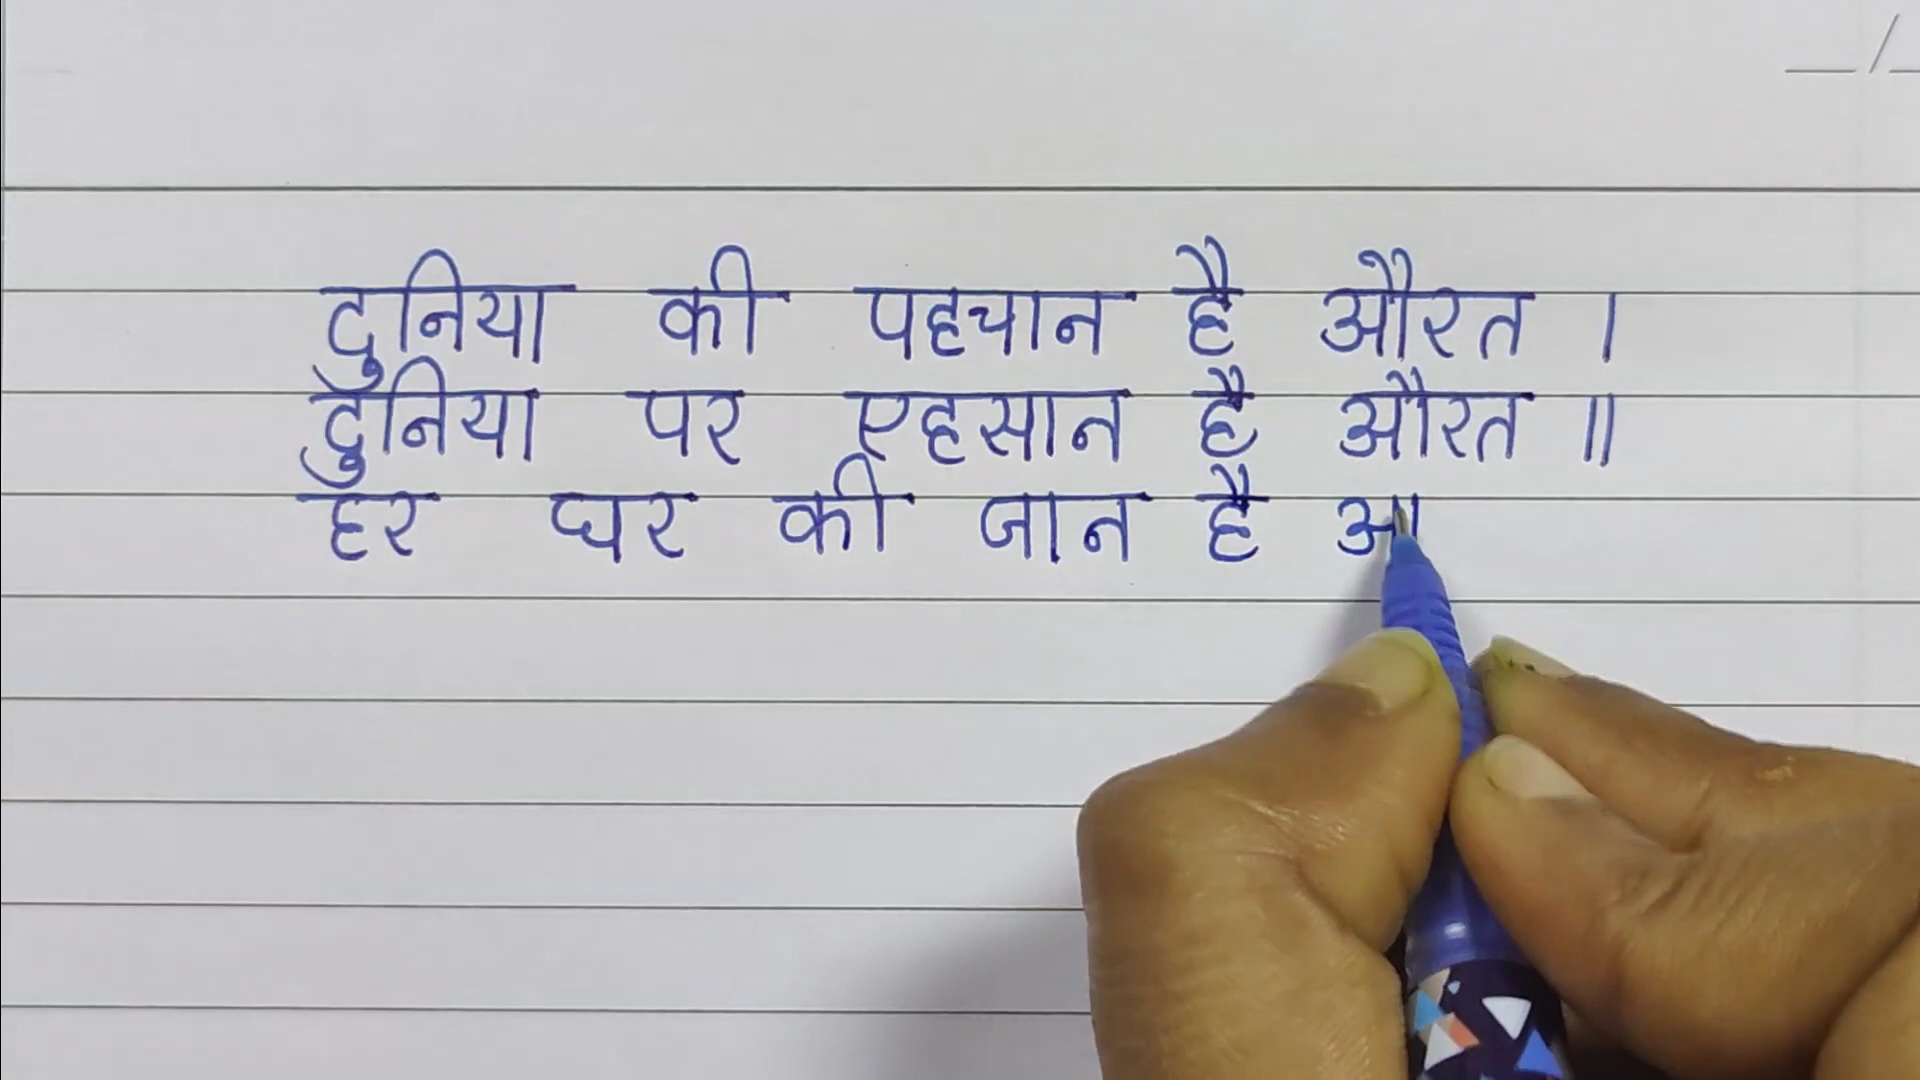 दुनिया की पहचान है औरत ।
दुनिया पर एहसान है औरत ॥
हर घर की जान है